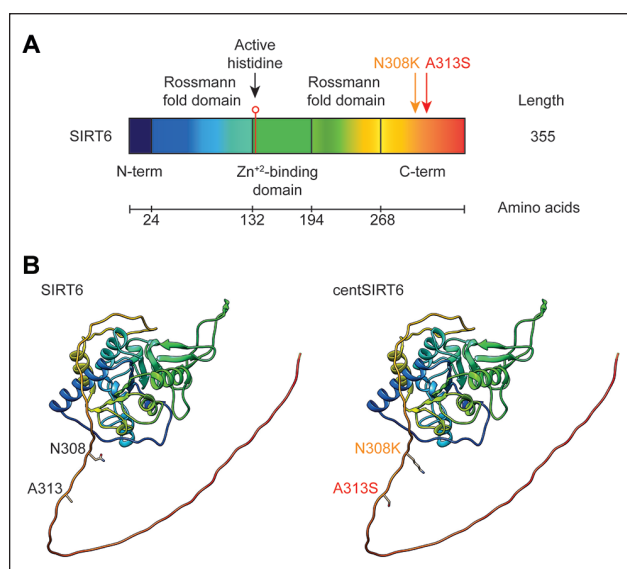 A
Active
histidine
N308K A313S
Rossmann
fold domain
Rossmann
fold domain
Length
SIRT6
355
N-term
Zn⁺²-binding
domain
C-term
24 132 194 268
Amino acids
B
SIRT6
centSIRT6
N308
A313
N308K
A313S